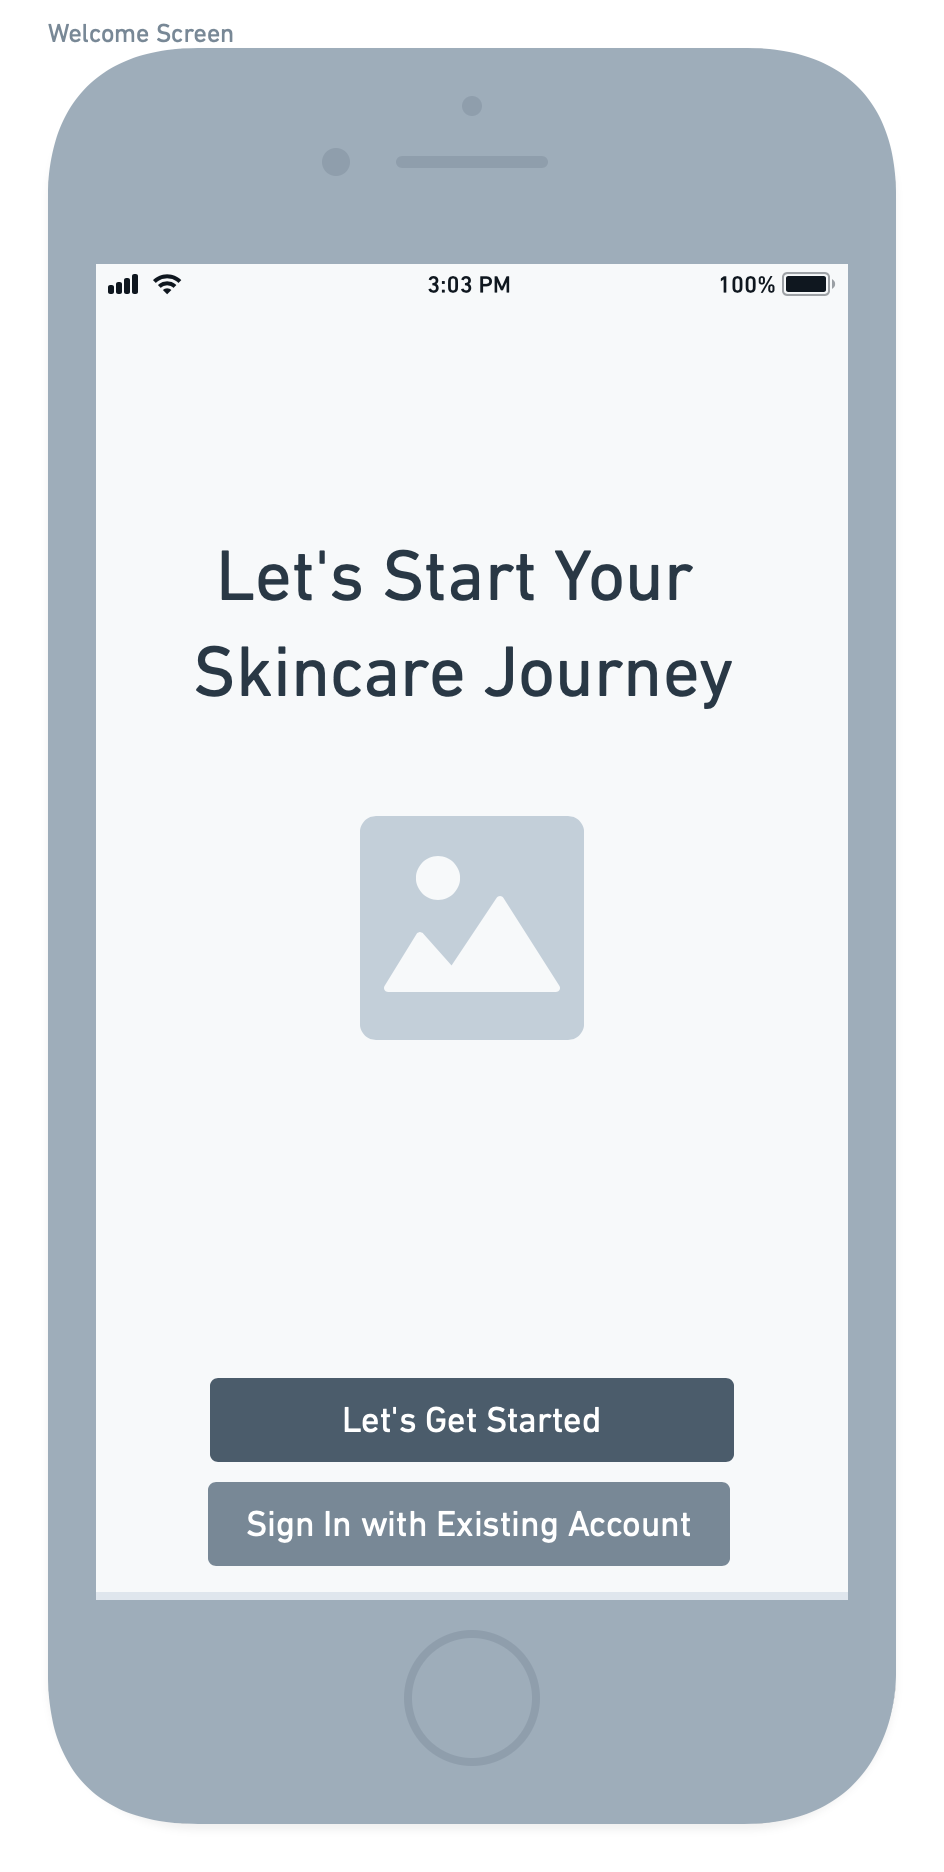 Welcome Screen
3:03 PM
100%
Let's Start Your
Skincare Journey
Let's Get Started
Sign In with Existing Account